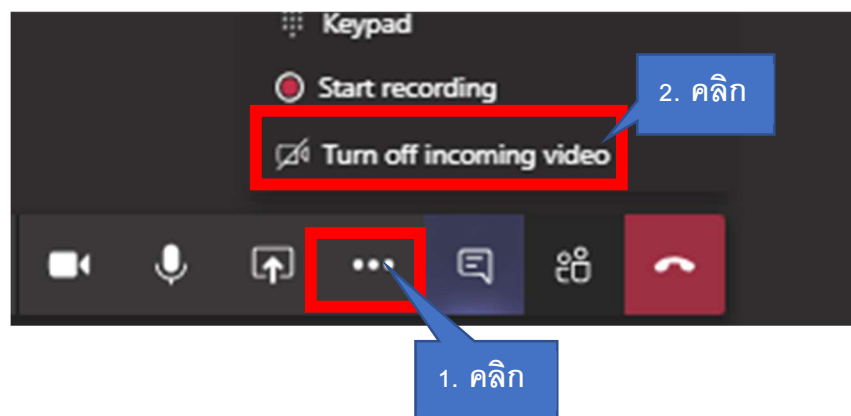 Keypad
Start recording
2. คลิก
Turn off incoming video
1. คลิก